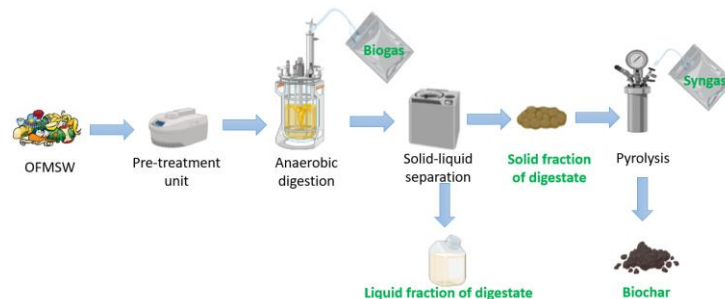 Biogas
Syngas
OFMSW
Pre-treatment
unit
Anaerobic
digestion
Solid-liquid
separation
Solid fraction
of digestate
Pyrolysis
Liquid fraction of digestate
Biochar